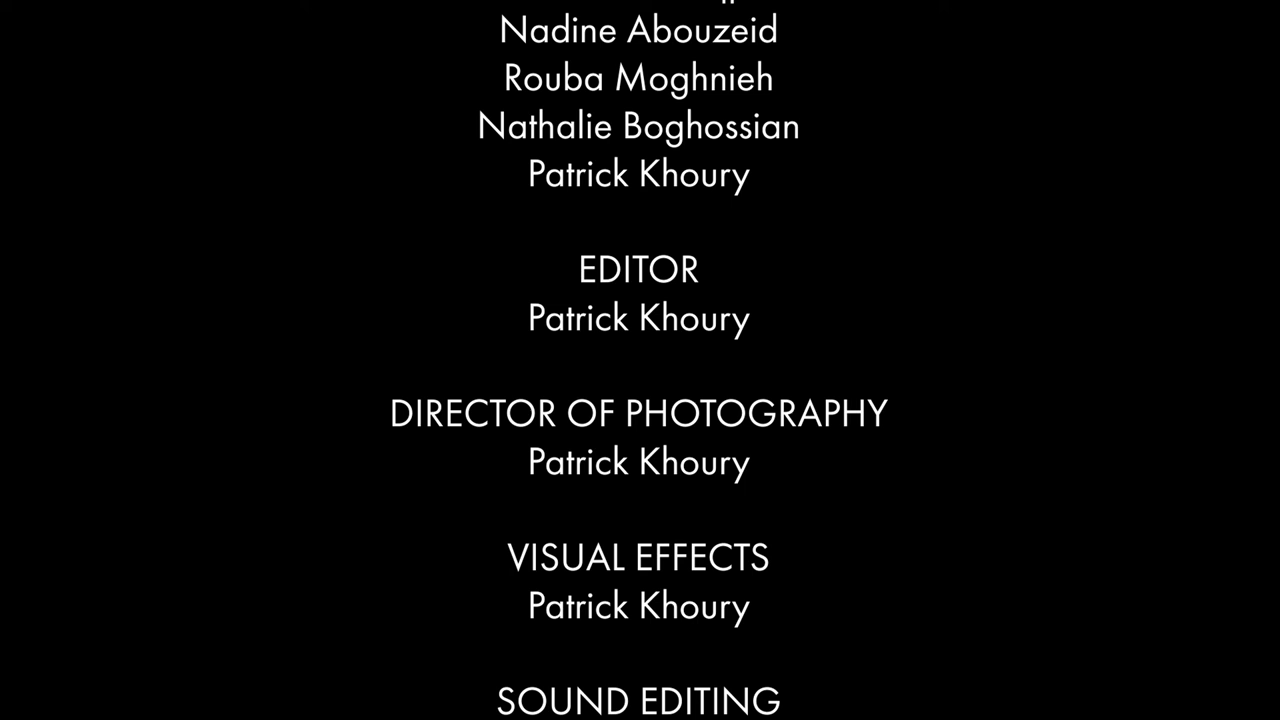 Nadine Abouzeid
Rouba Moghnieh
Nathalie Boghossian
Patrick Khoury
EDITOR
Patrick Khoury
DIRECTOR OF PHOTOGRAPHY
Patrick Khoury
VISUAL EFFECTS
Patrick Khoury
SOUND EDITING